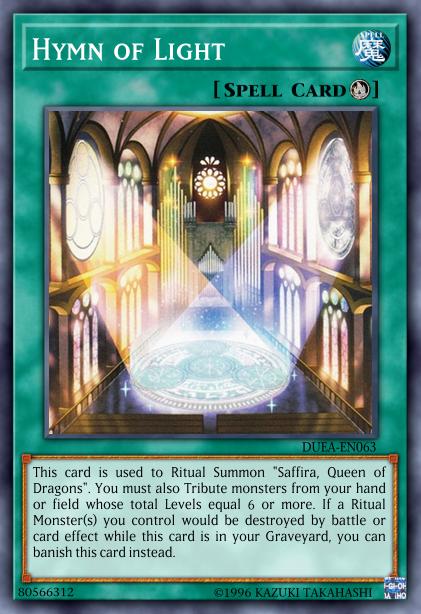 Hymn of Light
SPELL
魔
[Spell Card]
DUEA-EN063
This card is used to Ritual Summon "Saffira, Queen of
Dragons". You must also Tribute monsters from your hand
or field whose total Levels equal 6 or more. If a Ritual
Monster(s) you control would be destroyed by battle or
card effect while this card is in your Graveyard, you can
banish this card instead.
80566312
©1996 KAZUKI TAKAHASHI